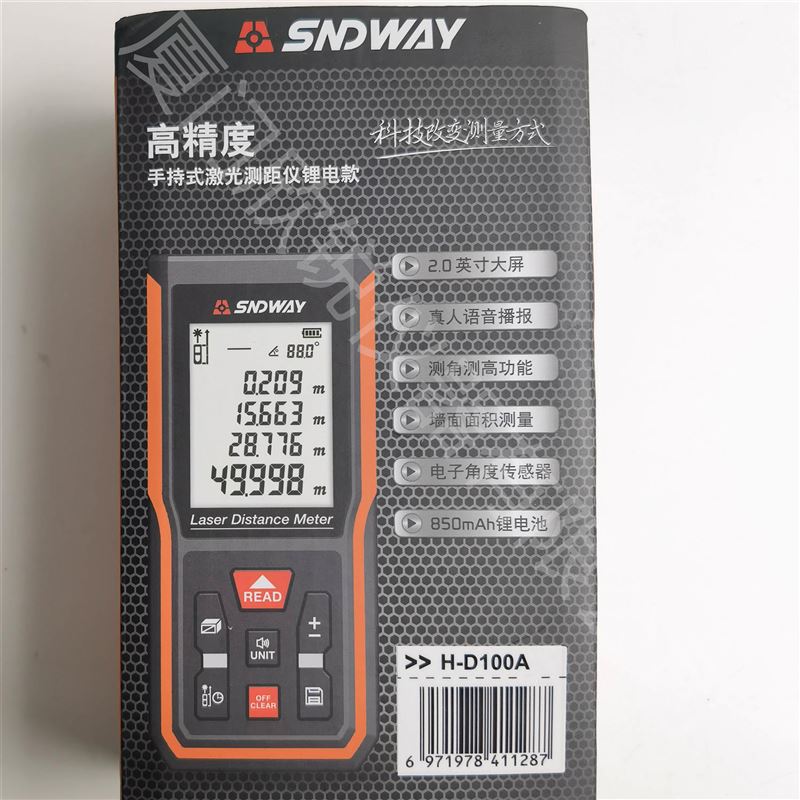 SNDWAY
高精度
科技改变测量方式
手持式激光测距仪锂电款
SNDWAY
88.0°
0.209 m
15.663 m
28.776 m
49.998 m
Laser Distance Meter
READ
+
−
UNIT
OFF
CLEAR
2.0 英寸大屏
真人语音播报
测角测高功能
墙面面积测量
电子角度传感器
850mAh锂电池
>> H-D100A
6 971978 411287